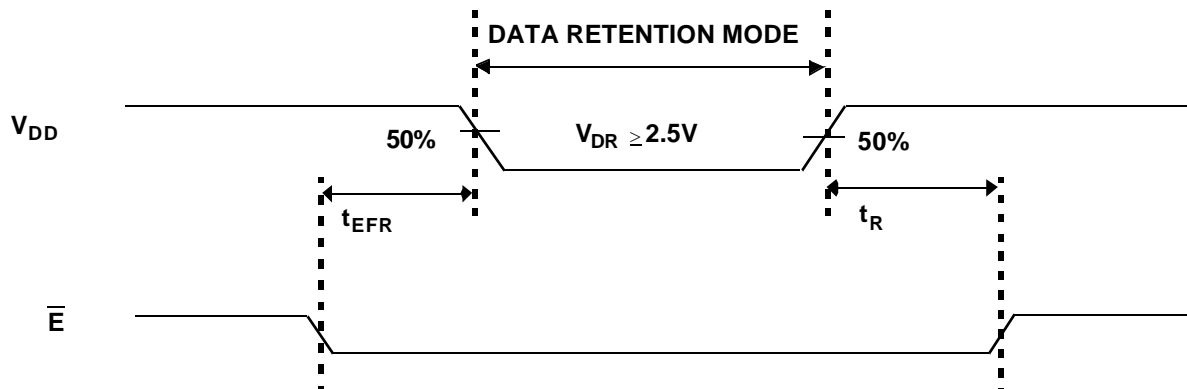 DATA RETENTION MODE
VDD
50%
VDR ≥ 2.5V
50%
tEFR
tR
E̅